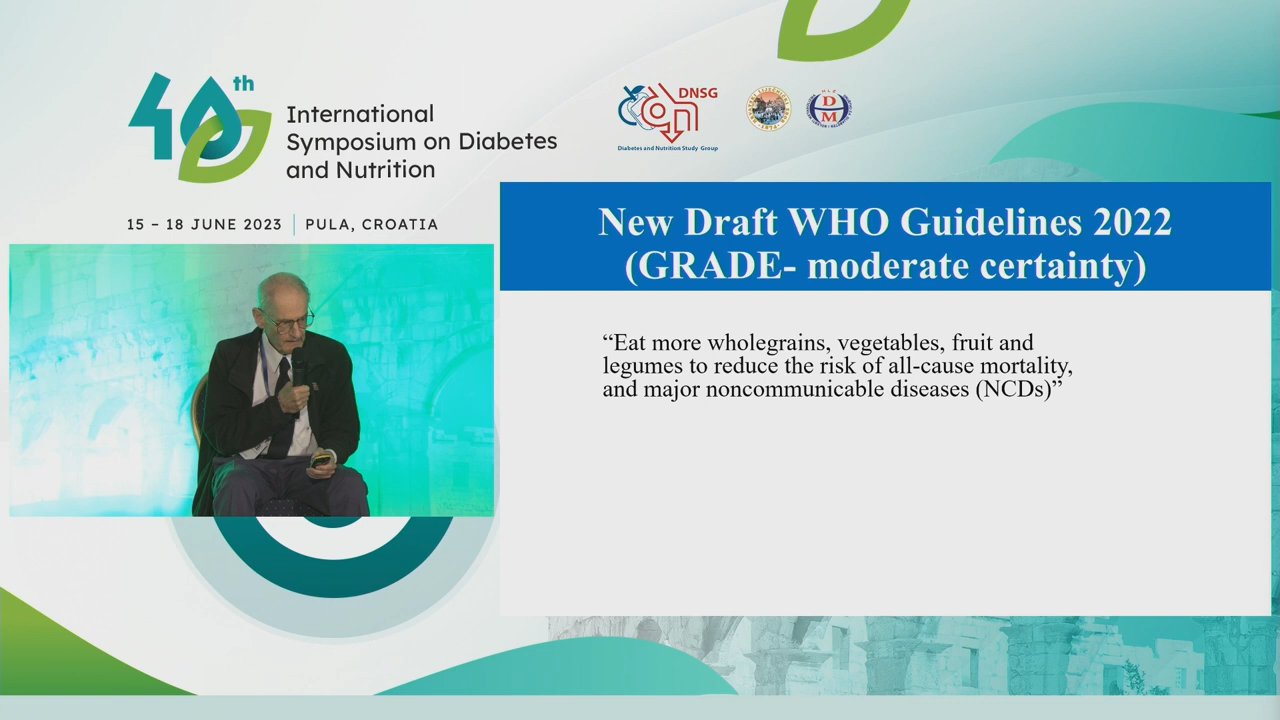 40th
International
Symposium on Diabetes
and Nutrition
15 – 18 JUNE 2023 | PULA, CROATIA
DNSG
Diabetes and Nutrition Study Group
D
M
New Draft WHO Guidelines 2022
(GRADE- moderate certainty)
“Eat more wholegrains, vegetables, fruit and
legumes to reduce the risk of all-cause mortality,
and major noncommunicable diseases (NCDs)”